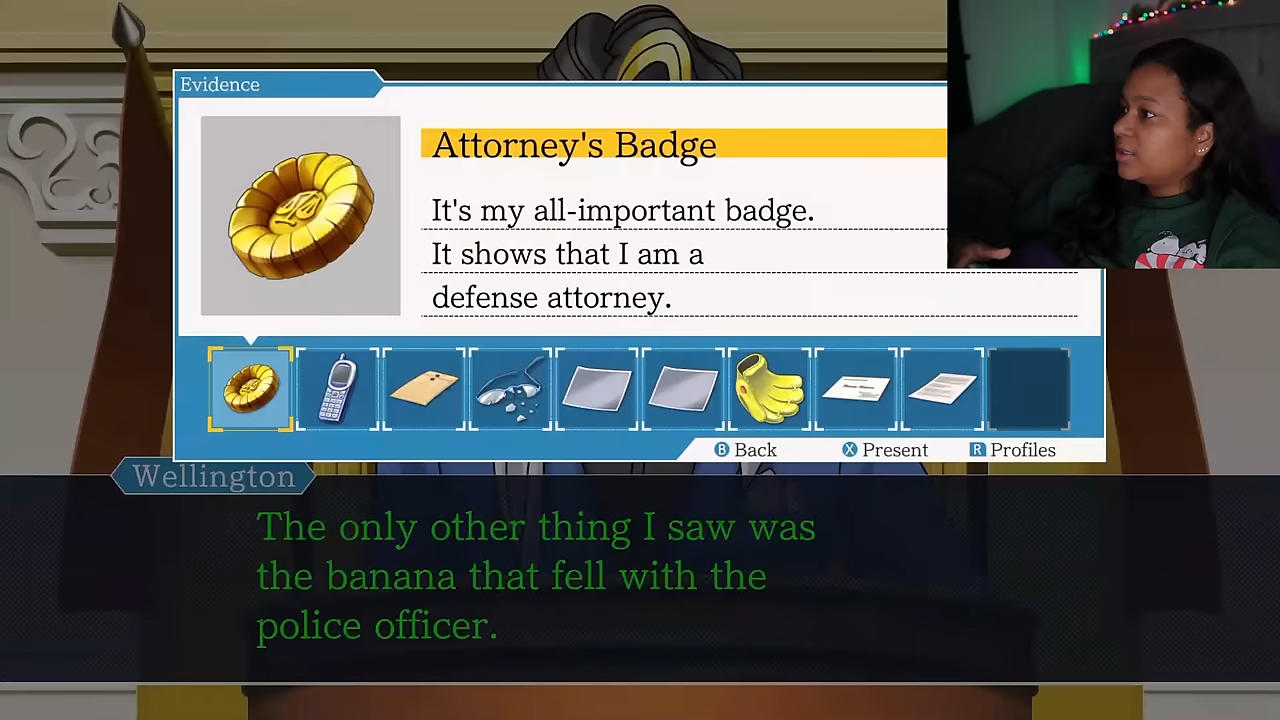 Evidence
Attorney's Badge
It's my all-important badge.
It shows that I am a
defense attorney.
B Back
X Present
R Profiles
Wellington
The only other thing I saw was
the banana that fell with the
police officer.